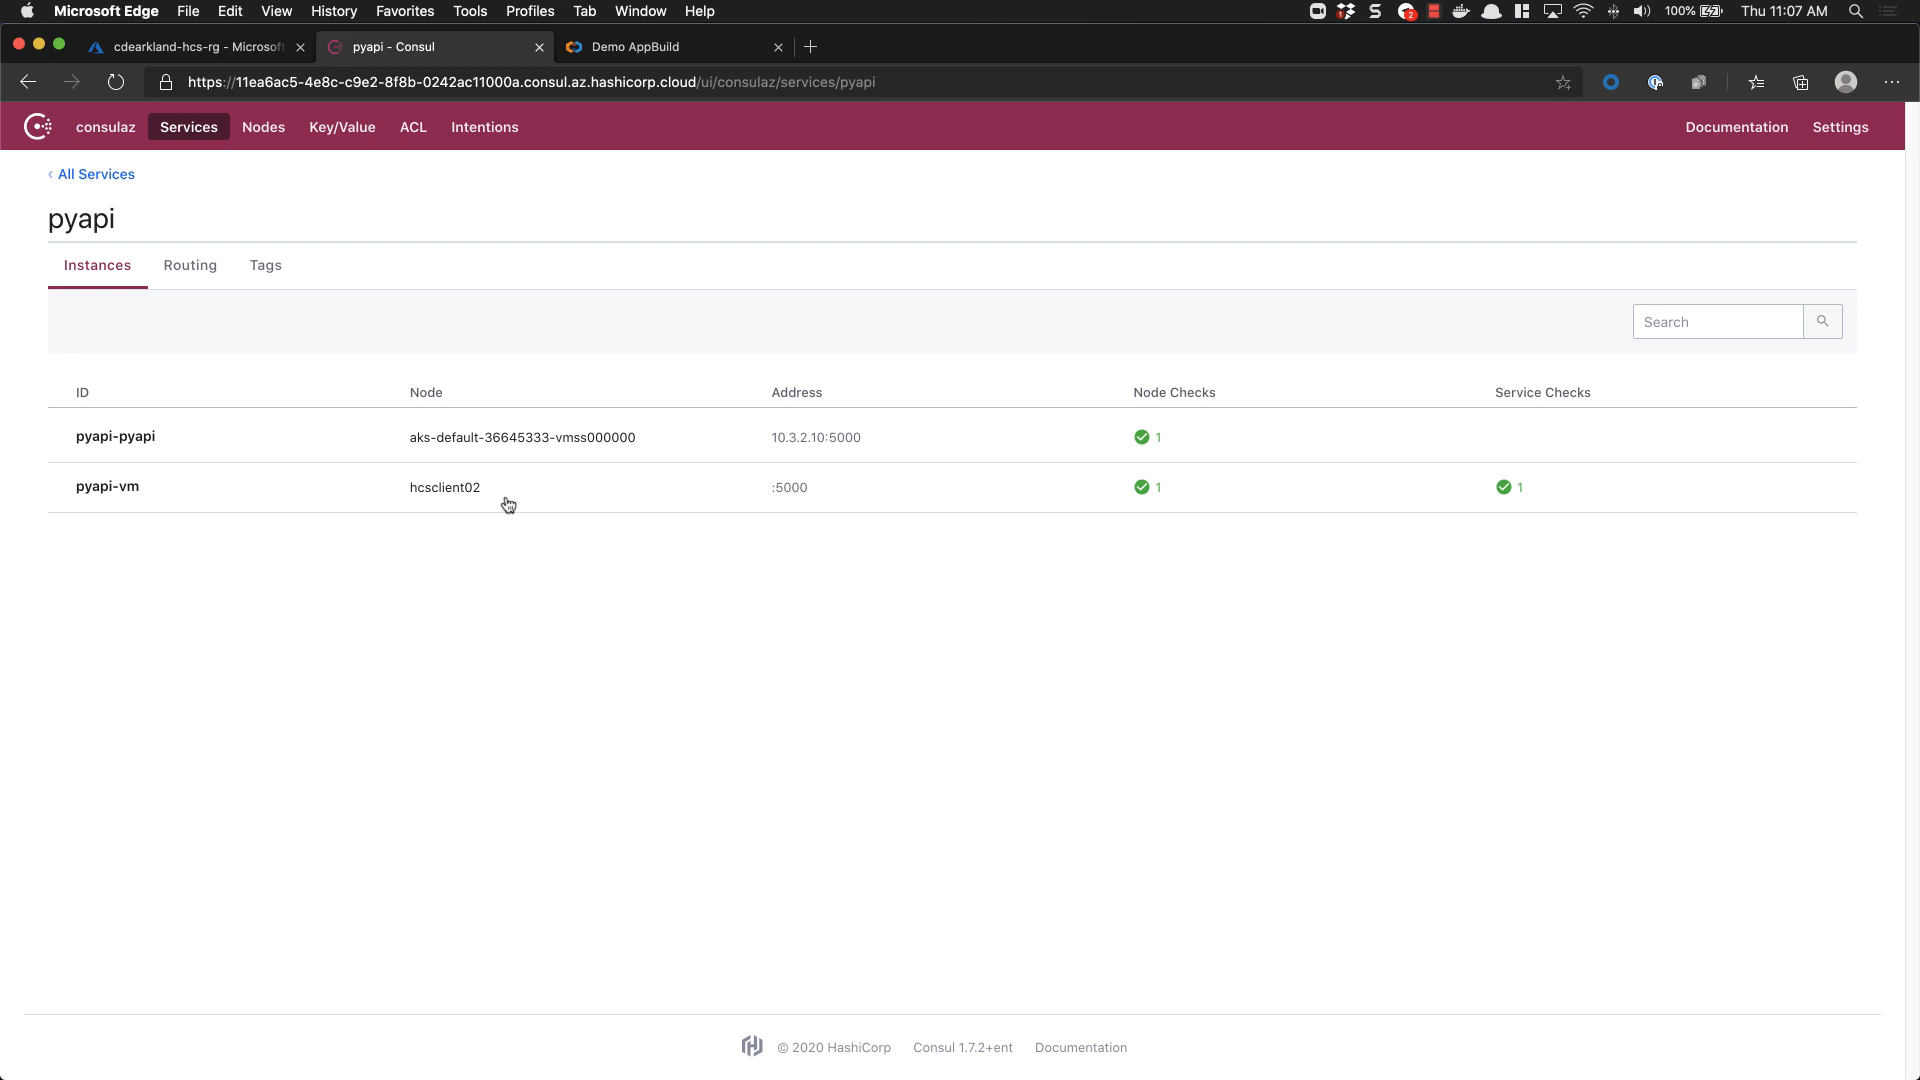 Microsoft Edge File Edit View History Favorites Tools Profiles Tab Window Help 100% Thu 11:07 AM
cdearkland-hcs-rg - Microsoft pyapi - Consul Demo AppBuild
https://11ea6ac5-4e8c-c9e2-8f8b-0242ac11000a.consul.az.hashicorp.cloud/ui/consulaz/services/pyapi
consulaz Services Nodes Key/Value ACL Intentions Documentation Settings
‹ All Services
pyapi
Instances Routing Tags
Search
ID Node Address Node Checks Service Checks
pyapi-pyapi aks-default-36645333-vmss000000 10.3.2.10:5000 1
pyapi-vm hcsclient02 :5000 1 1
© 2020 HashiCorp Consul 1.7.2+ent Documentation